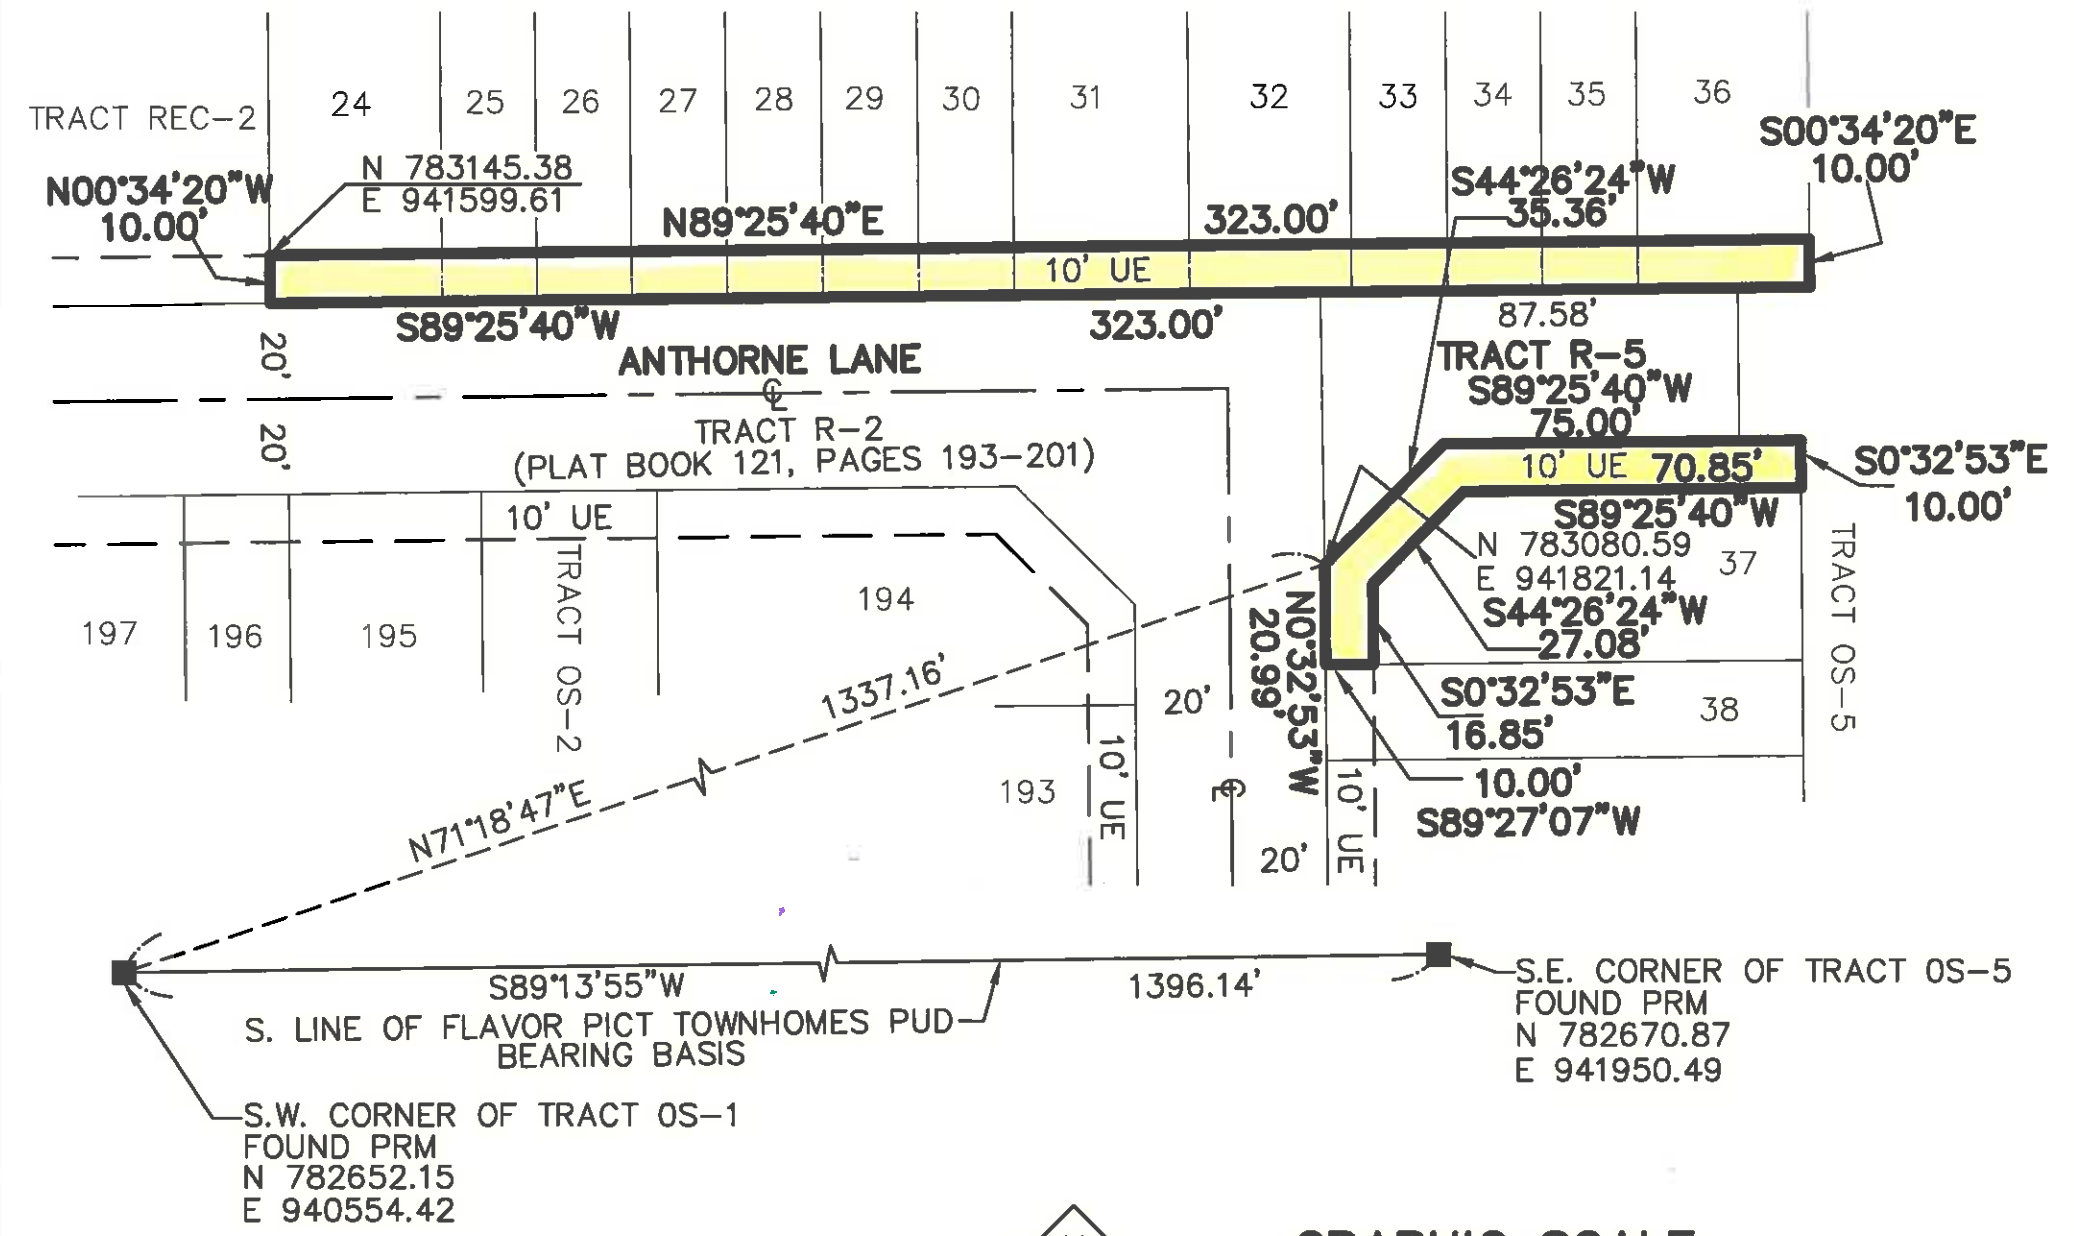 24
25
26
27
28
29
30
31
32
33
34
35
36
TRACT REC-2
S00°34'20"E
10.00'
N 783145.38
E 941599.61
N00°34'20"W
10.00'
S44°26'24"W
35.36'
N89°25'40"E
323.00'
10' UE
S89°25'40"W
323.00'
87.58'
20'
ANTHORNE LANE
TRACT R-5
S89°25'40"W
75.00'
℄
20'
TRACT R-2
(PLAT BOOK 121, PAGES 193-201)
10' UE
70.85'
S0°32'53"E
10.00'
10' UE
S89°25'40"W
N 783080.59
E 941821.14
37
TRACT OS-5
TRACT OS-2
194
197
196
195
S44°26'24"W
27.08'
N0°32'53"W
20.99'
1337.16'
20'
S0°32'53"E
16.85'
38
10' UE
193
℄
10.00'
S89°27'07"W
10' UE
20'
N71°18'47"E
S89°13'55"W
1396.14'
S. LINE OF FLAVOR PICT TOWNHOMES PUD
BEARING BASIS
S.E. CORNER OF TRACT OS-5
FOUND PRM
N 782670.87
E 941950.49
S.W. CORNER OF TRACT OS-1
FOUND PRM
N 782652.15
E 940554.42
GRAPHIC SCALE